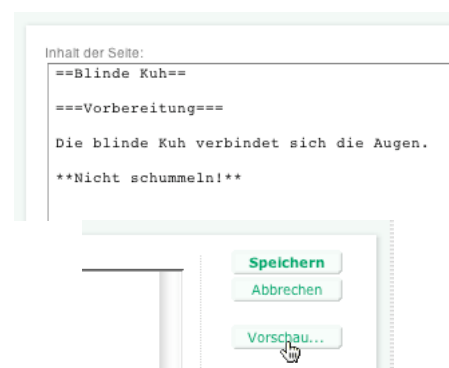 Inhalt der Seite:
==Blinde Kuh==
===Vorbereitung===
Die blinde Kuh verbindet sich die Augen.
**Nicht schummeln!**
Speichern
Abbrechen
Vorschau...